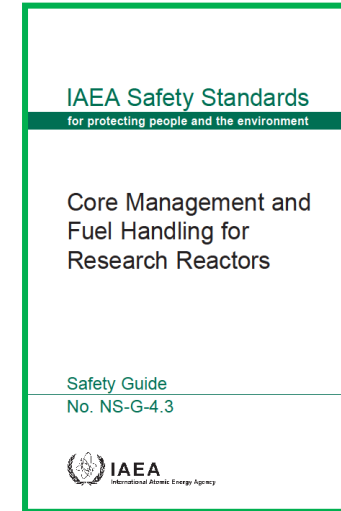 IAEA Safety Standards
for protecting people and the environment
Core Management and
Fuel Handling for
Research Reactors
Safety Guide
No. NS-G-4.3
IAEA
International Atomic Energy Agency